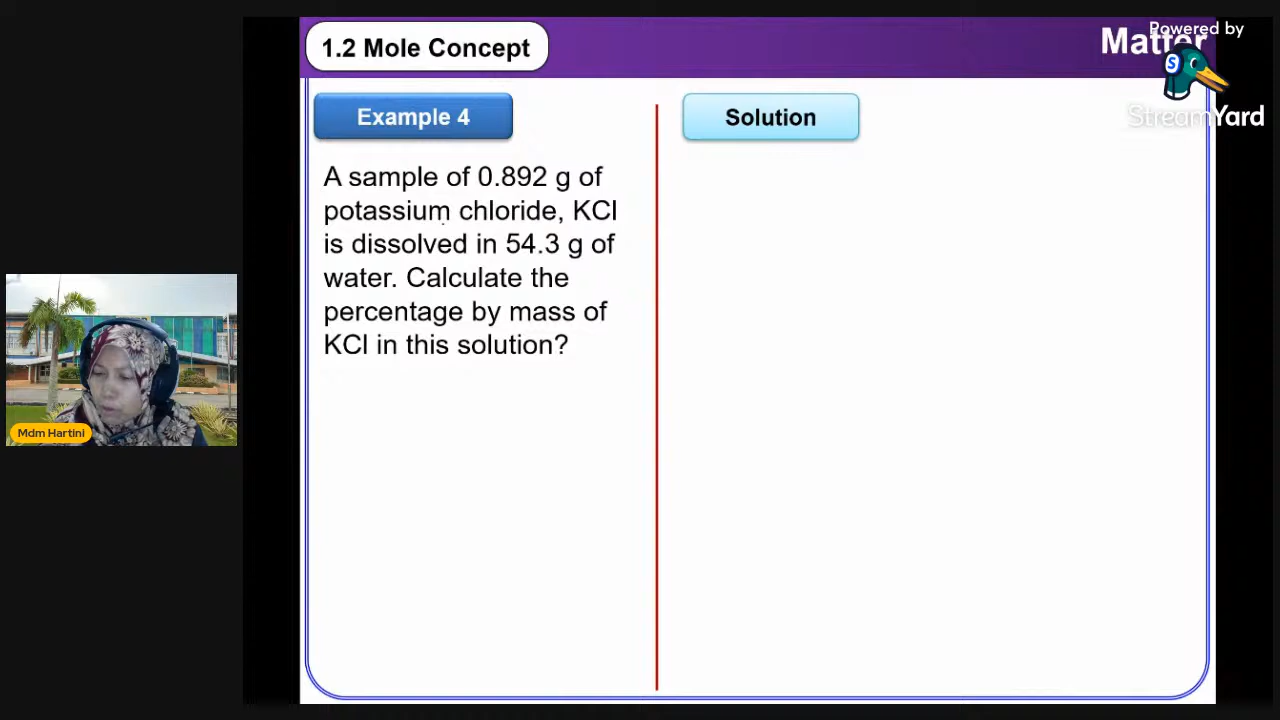 1.2 Mole Concept
Matter
Powered by
S
StreamYard
Example 4
Solution
A sample of 0.892 g of
potassium chloride, KCl
is dissolved in 54.3 g of
water. Calculate the
percentage by mass of
KCl in this solution?
Mdm Hartini